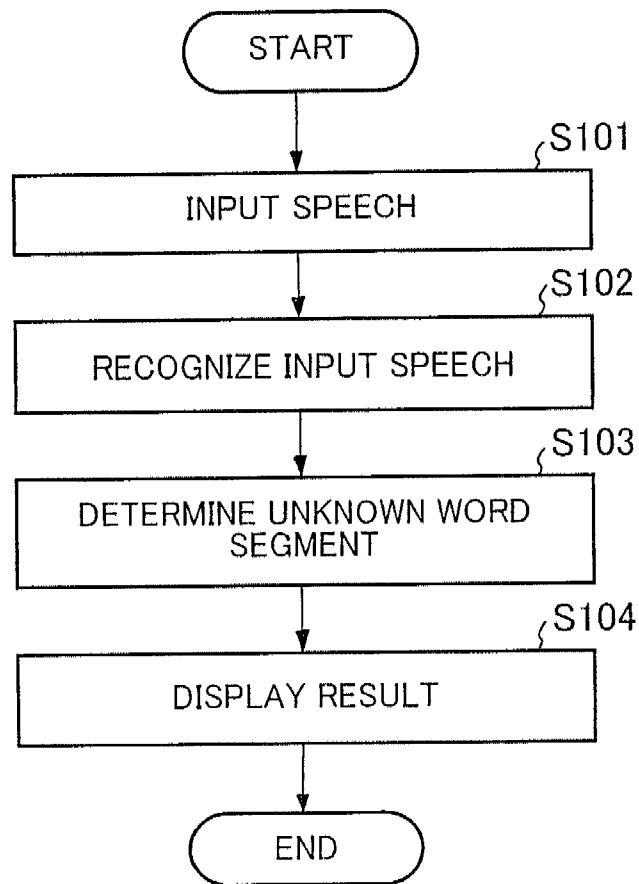 START
S101
INPUT SPEECH
S102
RECOGNIZE INPUT SPEECH
S103
DETERMINE UNKNOWN WORD
SEGMENT
S104
DISPLAY RESULT
END